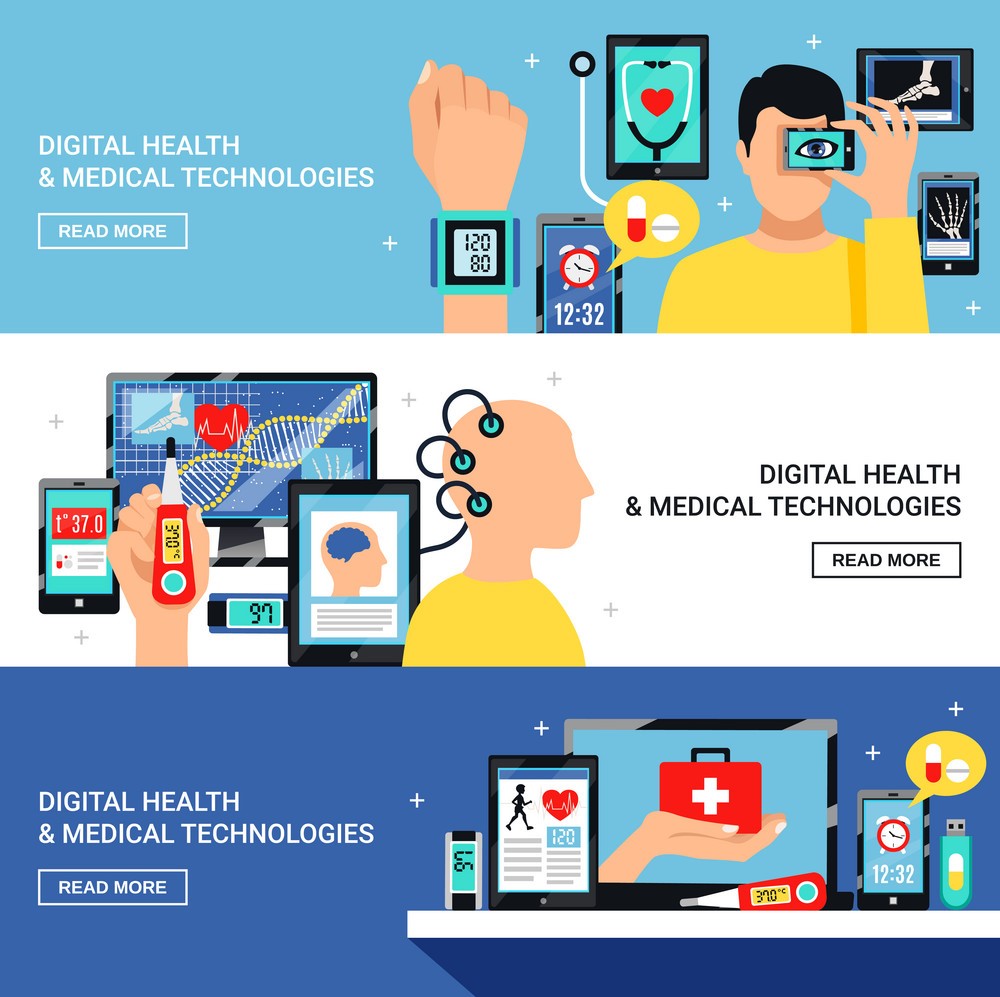 DIGITAL HEALTH
& MEDICAL TECHNOLOGIES
READ MORE
120
80
12:32
t° 37.0
37.0°C
97
DIGITAL HEALTH
& MEDICAL TECHNOLOGIES
READ MORE
DIGITAL HEALTH
& MEDICAL TECHNOLOGIES
READ MORE
97
120
37.0°C
12:32